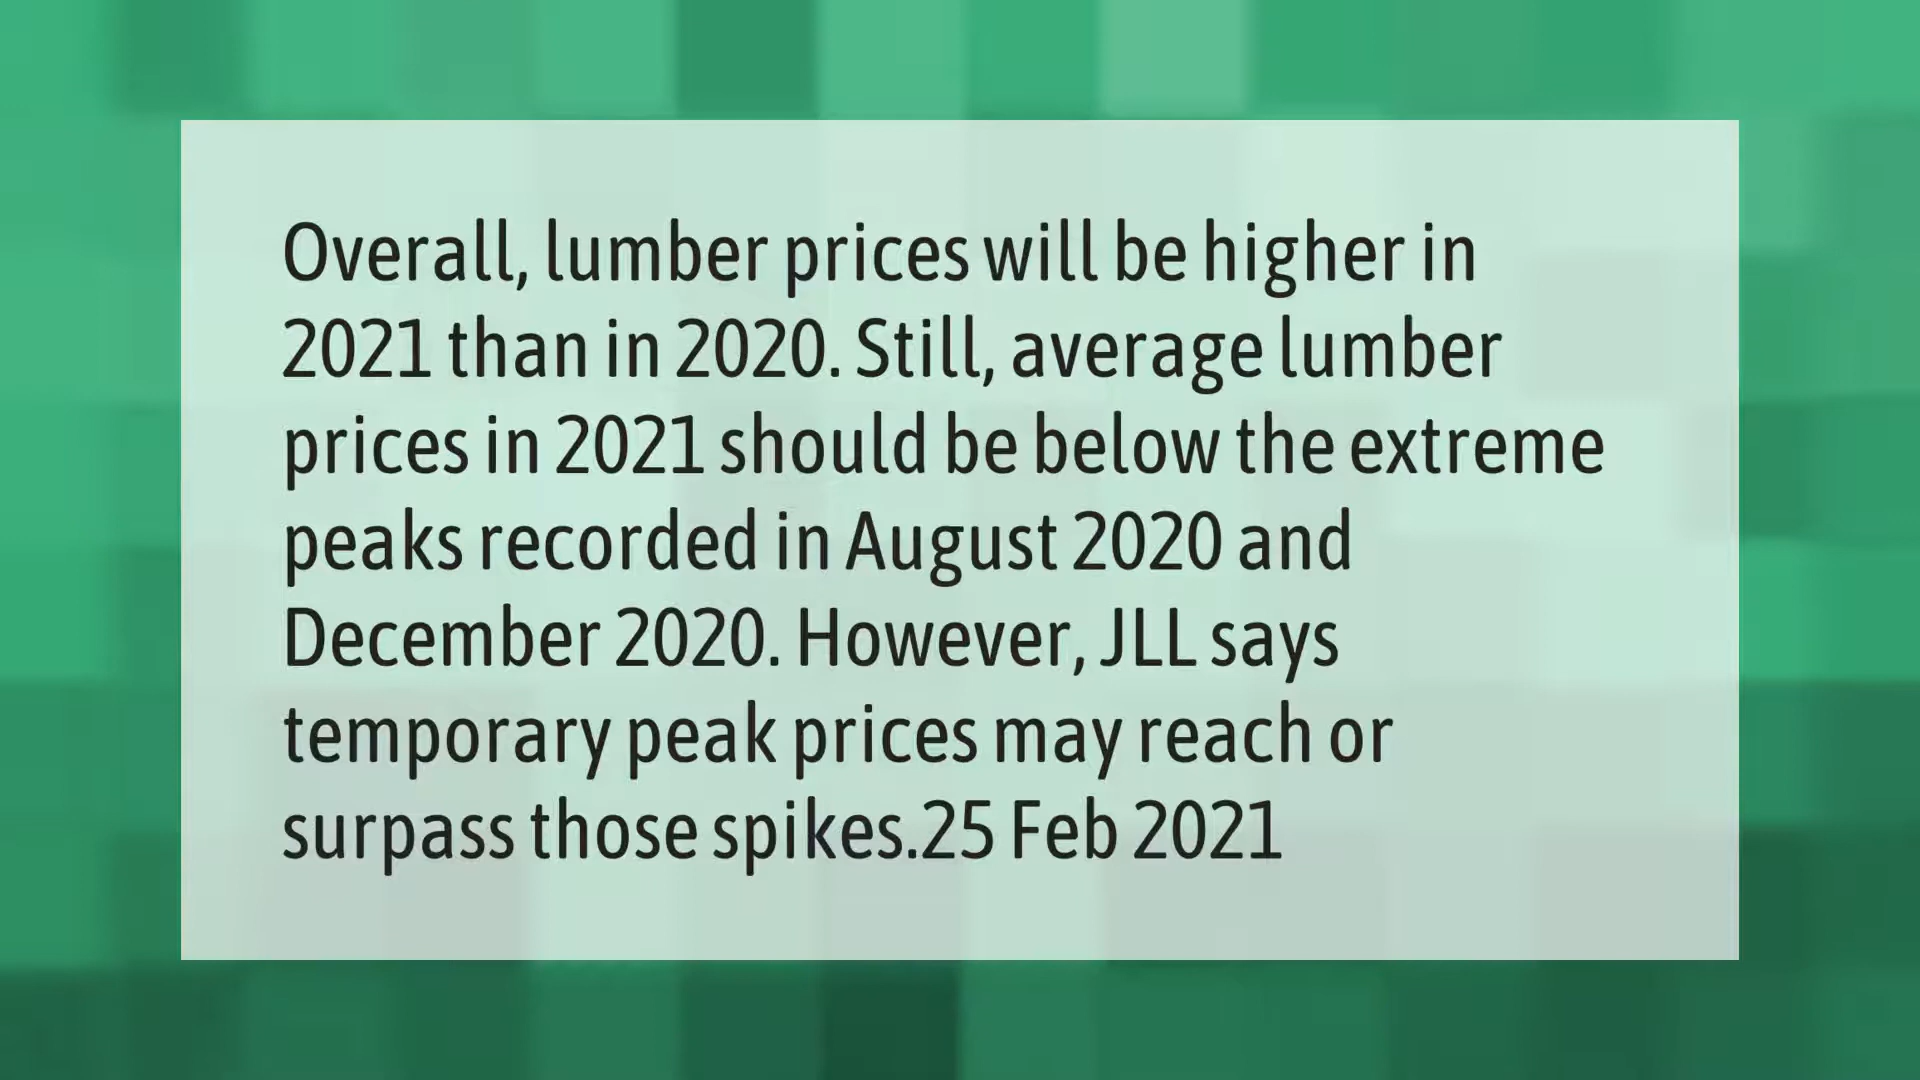 Overall, lumber prices will be higher in
2021 than in 2020. Still, average lumber
prices in 2021 should be below the extreme
peaks recorded in August 2020 and
December 2020. However, JLL says
temporary peak prices may reach or
surpass those spikes.25 Feb 2021